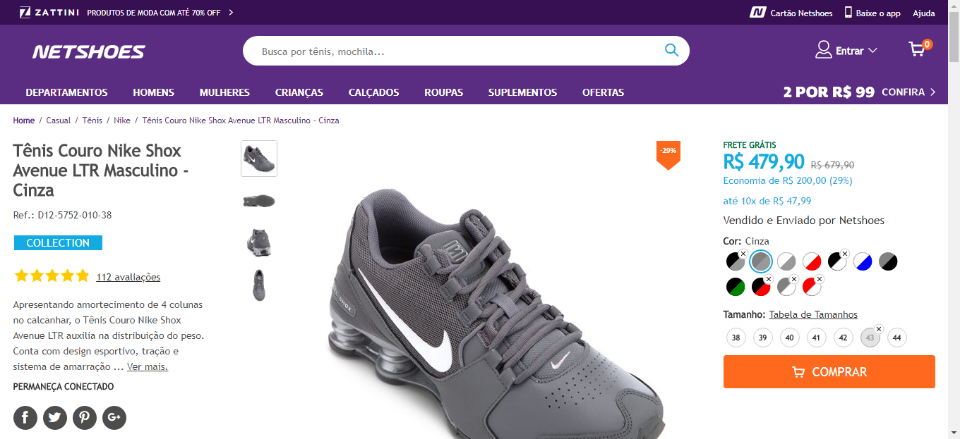 ZATTINI PRODUTOS DE MODA COM ATÉ 70% OFF
Cartão Netshoes Baixe o app Ajuda
NETSHOES
Busca por tênis, mochila...
Entrar
0
DEPARTAMENTOS HOMENS MULHERES CRIANÇAS CALÇADOS ROUPAS SUPLEMENTOS OFERTAS
2 POR R$ 99 CONFIRA
Home / Casual / Tênis / Nike / Tênis Couro Nike Shox Avenue LTR Masculino - Cinza
Tênis Couro Nike Shox
Avenue LTR Masculino -
Cinza
Ref.: D12-5752-010-38
COLLECTION
112 avaliações
Apresentando amortecimento de 4 colunas
no calcanhar, o Tênis Couro Nike Shox
Avenue LTR auxilia na distribuição do peso.
Conta com design esportivo, tração e
sistema de amarração ... Ver mais.
PERMANEÇA CONECTADO
-29%
SHOX
FRETE GRÁTIS
R$ 479,90 R$ 679,90
Economia de R$ 200,00 (29%)
até 10x de R$ 47,99
Vendido e Enviado por Netshoes
Cor: Cinza
Tamanho: Tabela de Tamanhos
38 39 40 41 42 43 44
COMPRAR